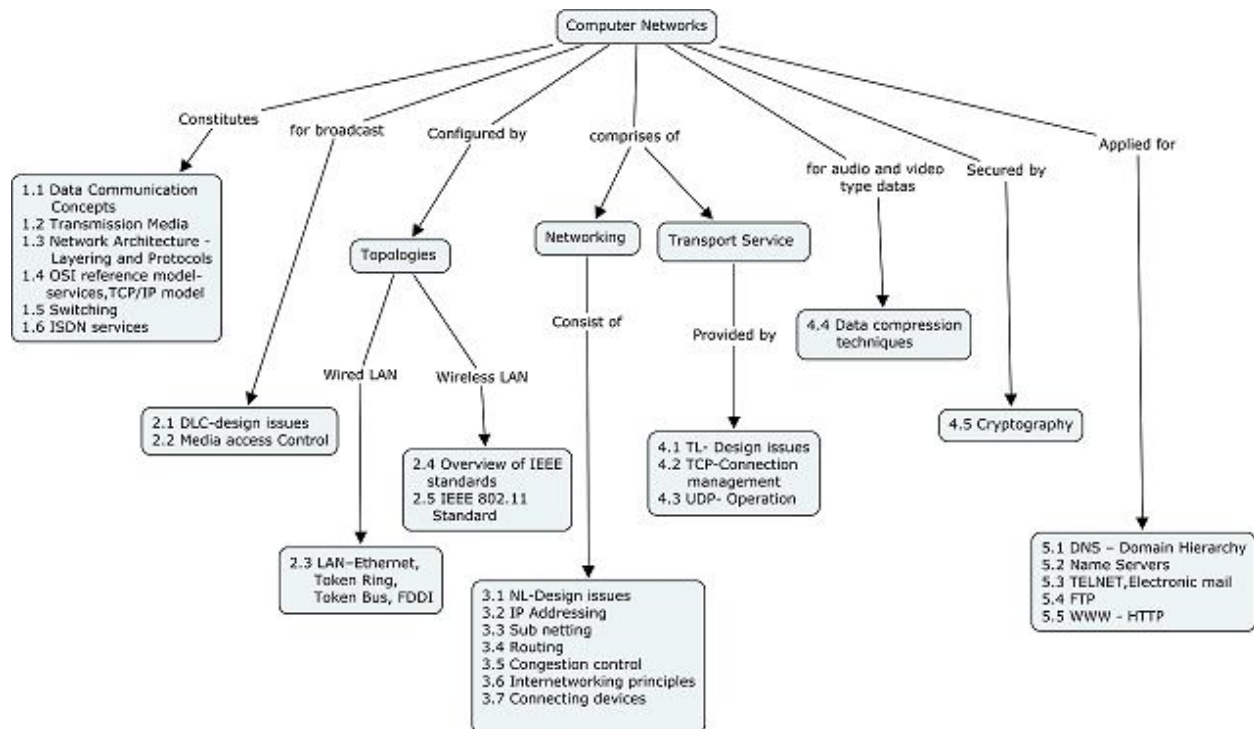 Computer Networks
Constitutes
for broadcast
Configured by
comprises of
for audio and video
type datas
Secured by
Applied for
1.1 Data Communication
Concepts
1.2 Transmission Media
1.3 Network Architecture -
Layering and Protocols
1.4 OSI reference model-
services,TCP/IP model
1.5 Switching
1.6 ISDN services
Topologies
Networking
Transport Service
Wired LAN
Wireless LAN
Consist of
Provided by
4.4 Data compression
techniques
2.1 DLC-design issues
2.2 Media access Control
4.5 Cryptography
2.4 Overview of IEEE
standards
2.5 IEEE 802.11
Standard
4.1 TL- Design issues
4.2 TCP-Connection
management
4.3 UDP- Operation
2.3 LAN–Ethernet,
Token Ring,
Token Bus, FDDI
3.1 NL-Design issues
3.2 IP Addressing
3.3 Sub netting
3.4 Routing
3.5 Congestion control
3.6 Internetworking principles
3.7 Connecting devices
5.1 DNS – Domain Hierarchy
5.2 Name Servers
5.3 TELNET,Electronic mail
5.4 FTP
5.5 WWW - HTTP